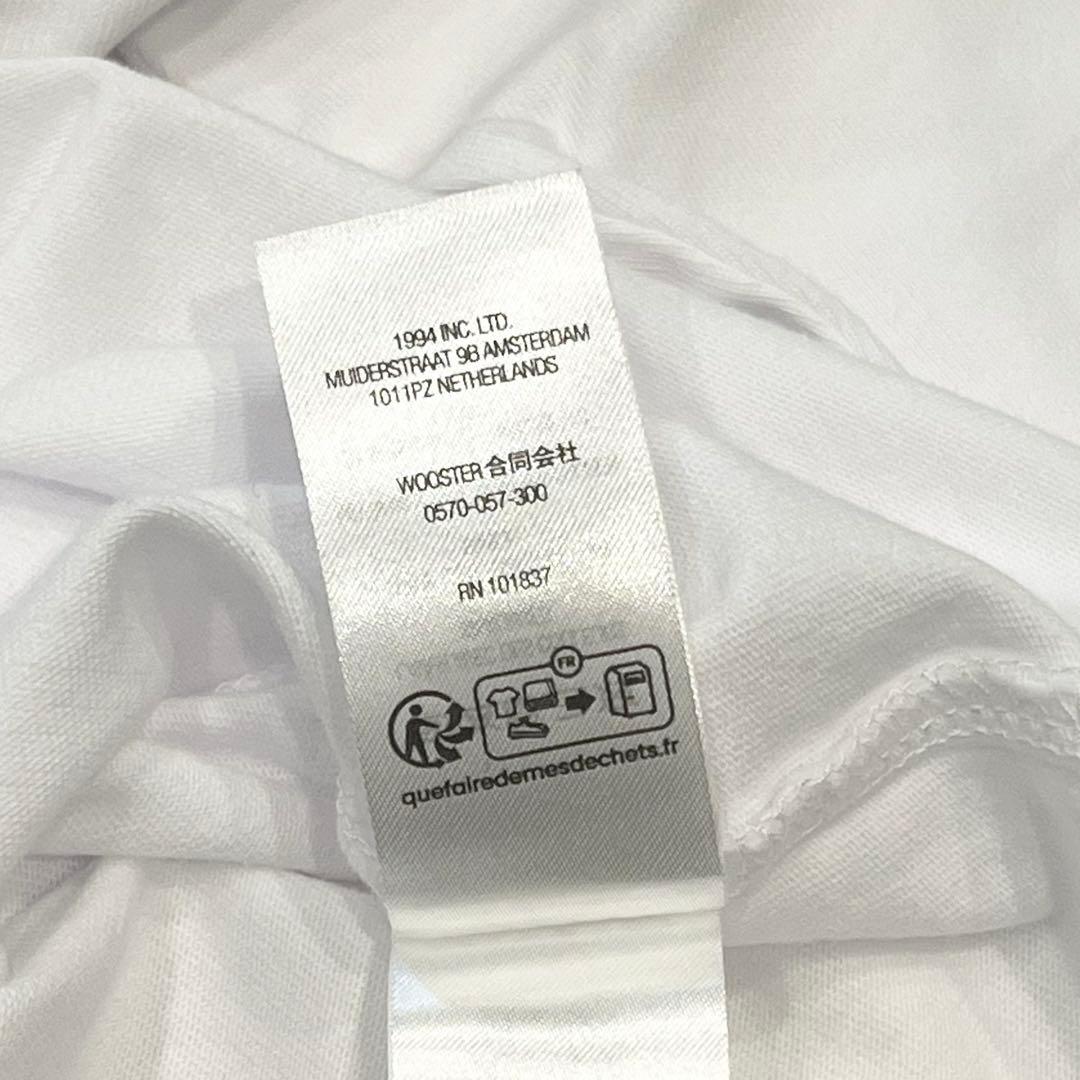 1994 INC. LTD.
MUIDERSTRAAT 9B AMSTERDAM
1011PZ NETHERLANDS
WOOSTER 合同会社
0570-057-300
RN 101837
FR
quefairedemesdechets.fr